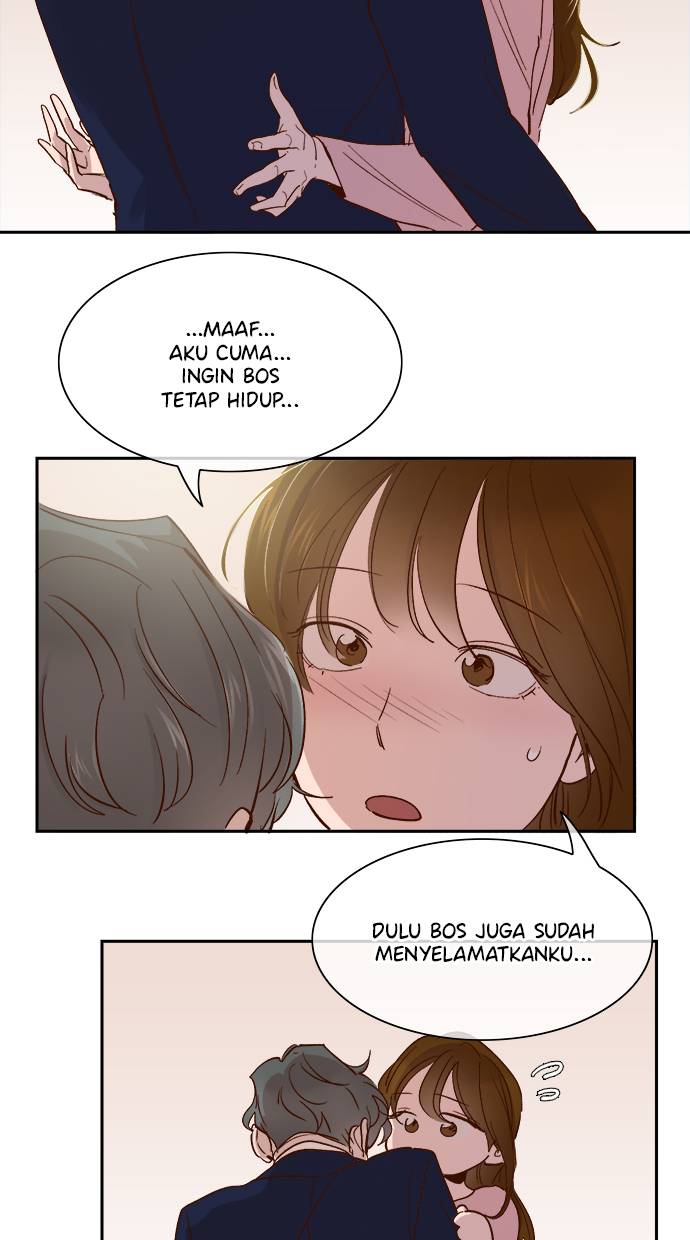 ...MAAF...
AKU CUMA...
INGIN BOS
TETAP HIDUP...
DULU BOS JUGA SUDAH
MENYELAMATKANKU...